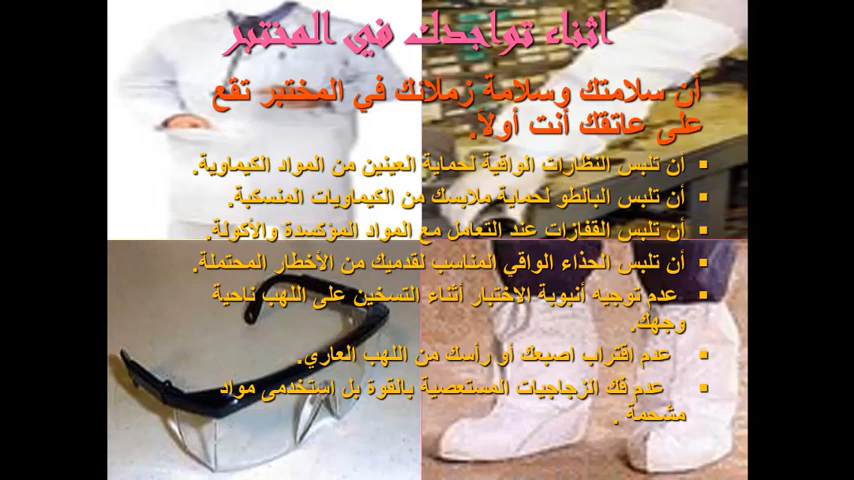 اثناء تواجدك في المختبر
أن سلامتك وسلامة زملائك في المختبر تقع
على عاتقك أنت أولاً.
▪ أن تلبس النظارات الواقية لحماية العينين من المواد الكيماوية.
▪ أن تلبس البالطو لحماية ملابسك من الكيماويات المنسكبة.
▪ أن تلبس القفازات عند التعامل مع المواد المؤكسدة والأكولة.
▪ أن تلبس الحذاء الواقي المناسب لقدميك من الأخطار المحتملة.
▪ عدم توجيه أنبوبة الاختبار أثناء التسخين على اللهب ناحية
وجهك.
▪ عدم اقتراب اصبعك أو رأسك من اللهب العاري.
▪ عدم فك الزجاجيات المستعصية بالقوة بل استخدمى مواد
مشحمة .